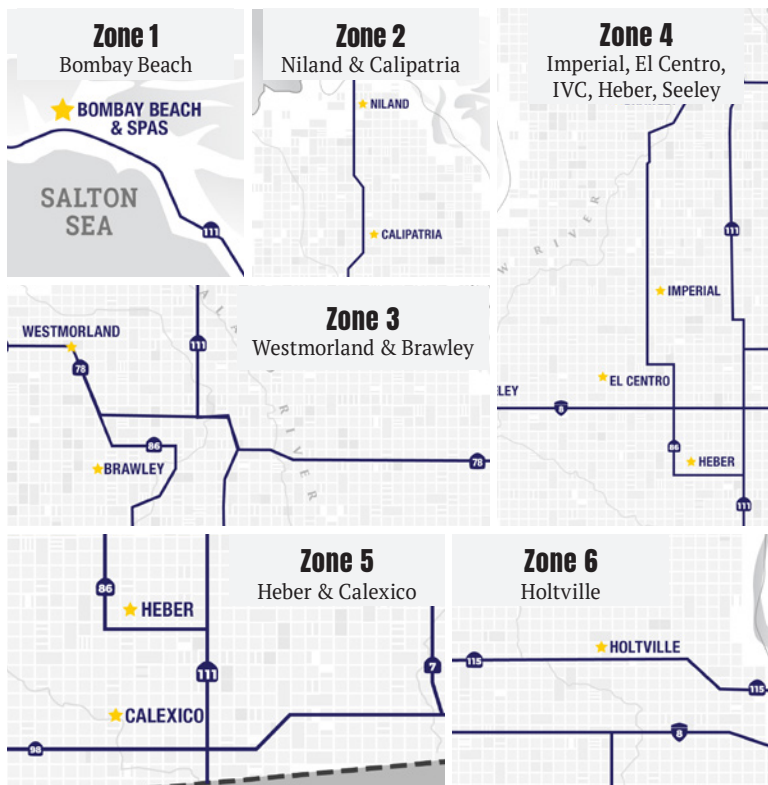 Zone 1
Bombay Beach
BOMBAY BEACH
& SPAS
SALTON
SEA
111
Zone 2
Niland & Calipatria
NILAND
CALIPATRIA
Zone 4
Imperial, El Centro,
IVC, Heber, Seeley
W RIVER
111
IMPERIAL
EL CENTRO
LEY
8
86
HEBER
111
Zone 3
Westmorland & Brawley
WESTMORLAND
111
78
ALA
RIVER
86
BRAWLEY
78
Zone 5
Heber & Calexico
86
HEBER
111
7
CALEXICO
98
Zone 6
Holtville
HOLTVILLE
115
115
8